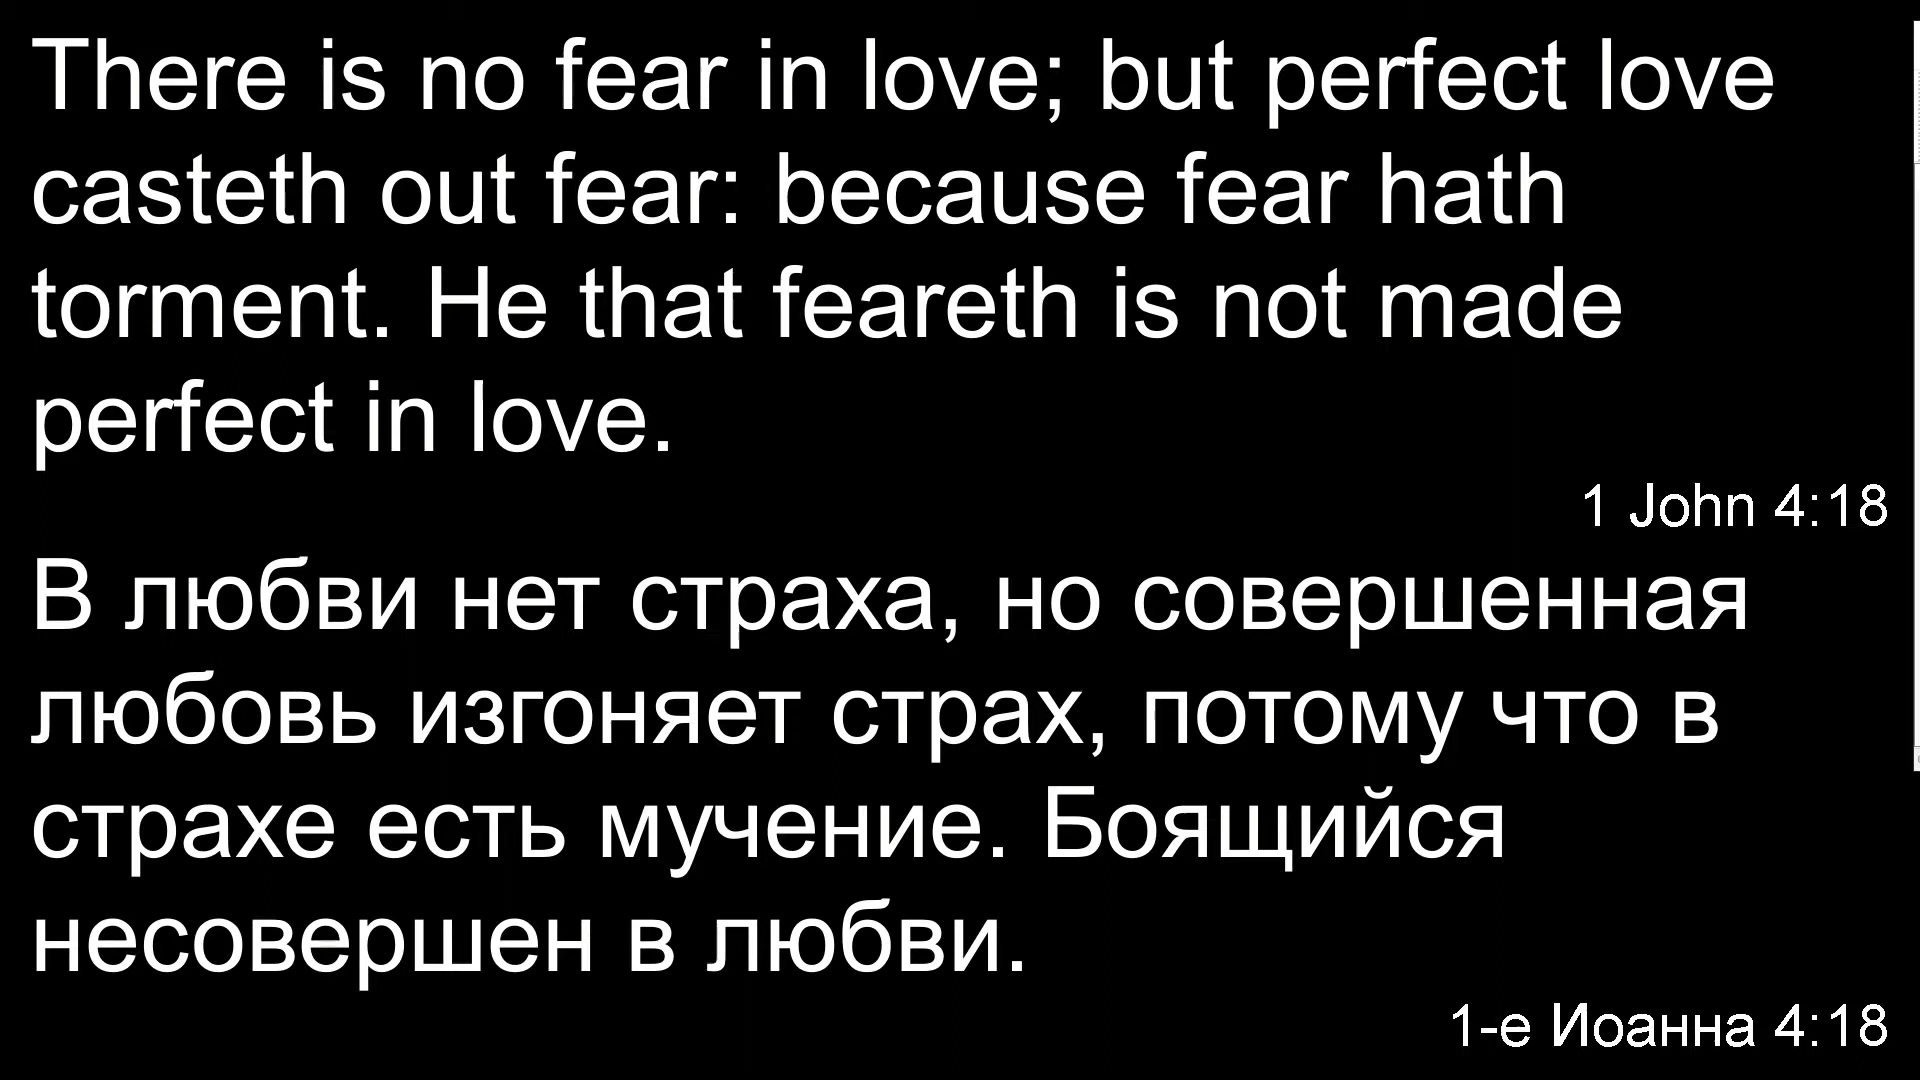 There is no fear in love; but perfect love
casteth out fear: because fear hath
torment. He that feareth is not made
perfect in love.
1 John 4:18
В любви нет страха, но совершенная
любовь изгоняет страх, потому что в
страхе есть мучение. Боящийся
несовершен в любви.
1-е Иоанна 4:18